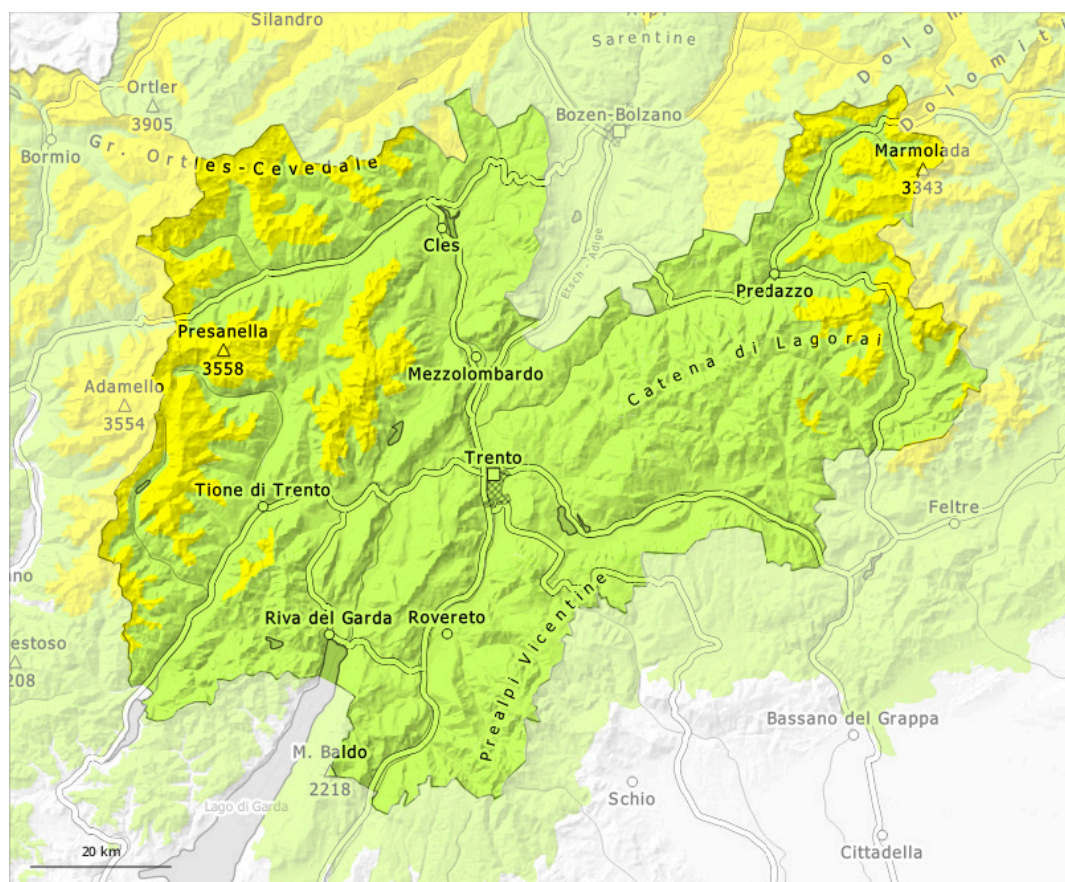 Silandro
Sarentine
Ortler
3905
Bozen-Bolzano
Bormio
Gr. Ortles-Cevedale
Marmolada
3343
Cles
Etsch - Adige
Predazzo
Presanella
3558
Mezzolombardo
Catena di Lagorai
Adamello
3554
Trento
Tione di Trento
Feltre
Riva del Garda
Rovereto
Prealpi Vicentine
estoso
208
Bassano del Grappa
M. Baldo
2218
Lago di Garda
Schio
20 km
Cittadella